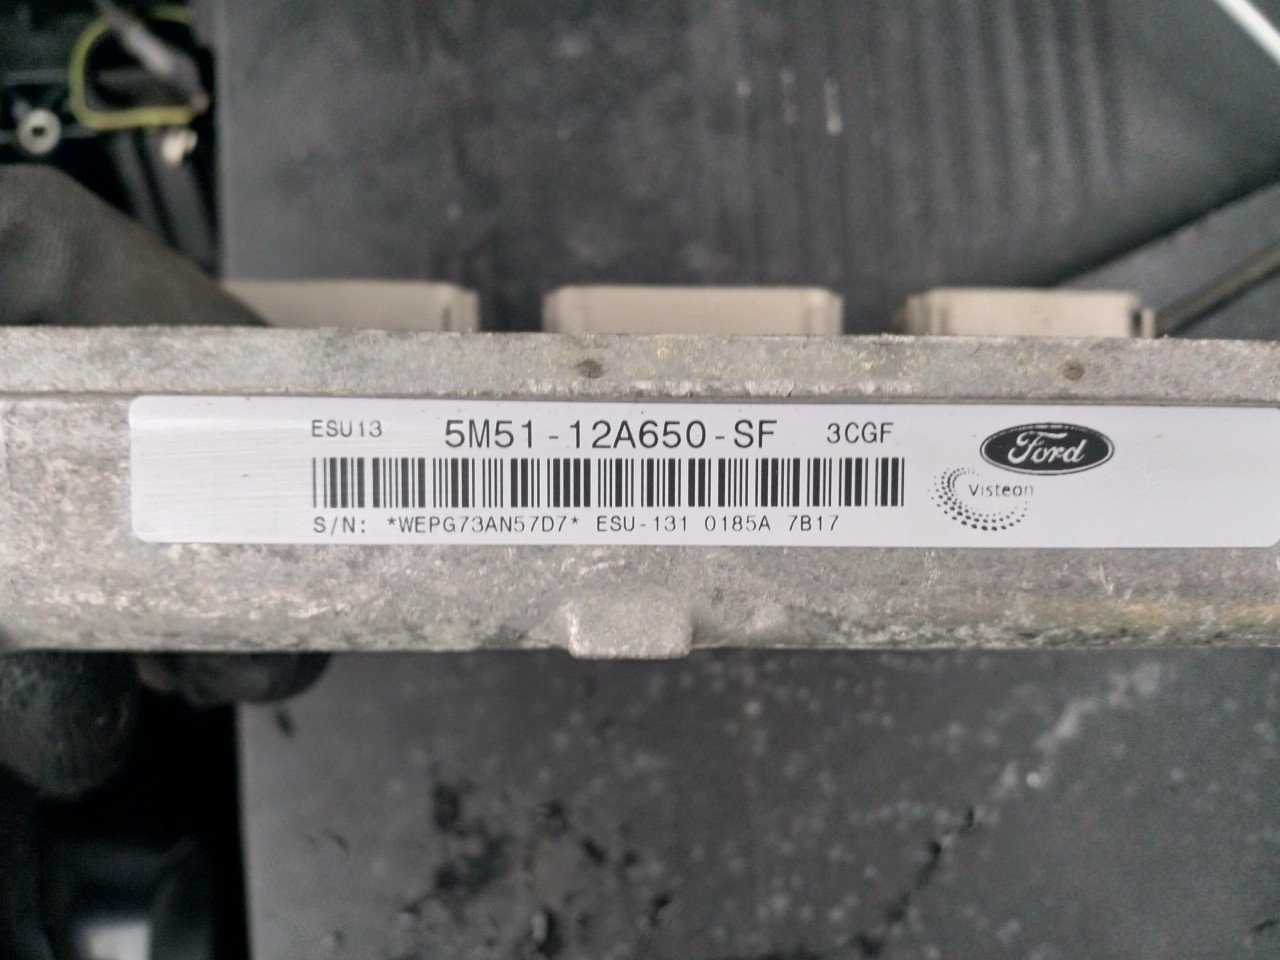 ESU13 5M51-12A650-SF 3CGF
Ford
Visteon
S/N: *WEPG73AN57D7* ESU-131 0185A 7B17